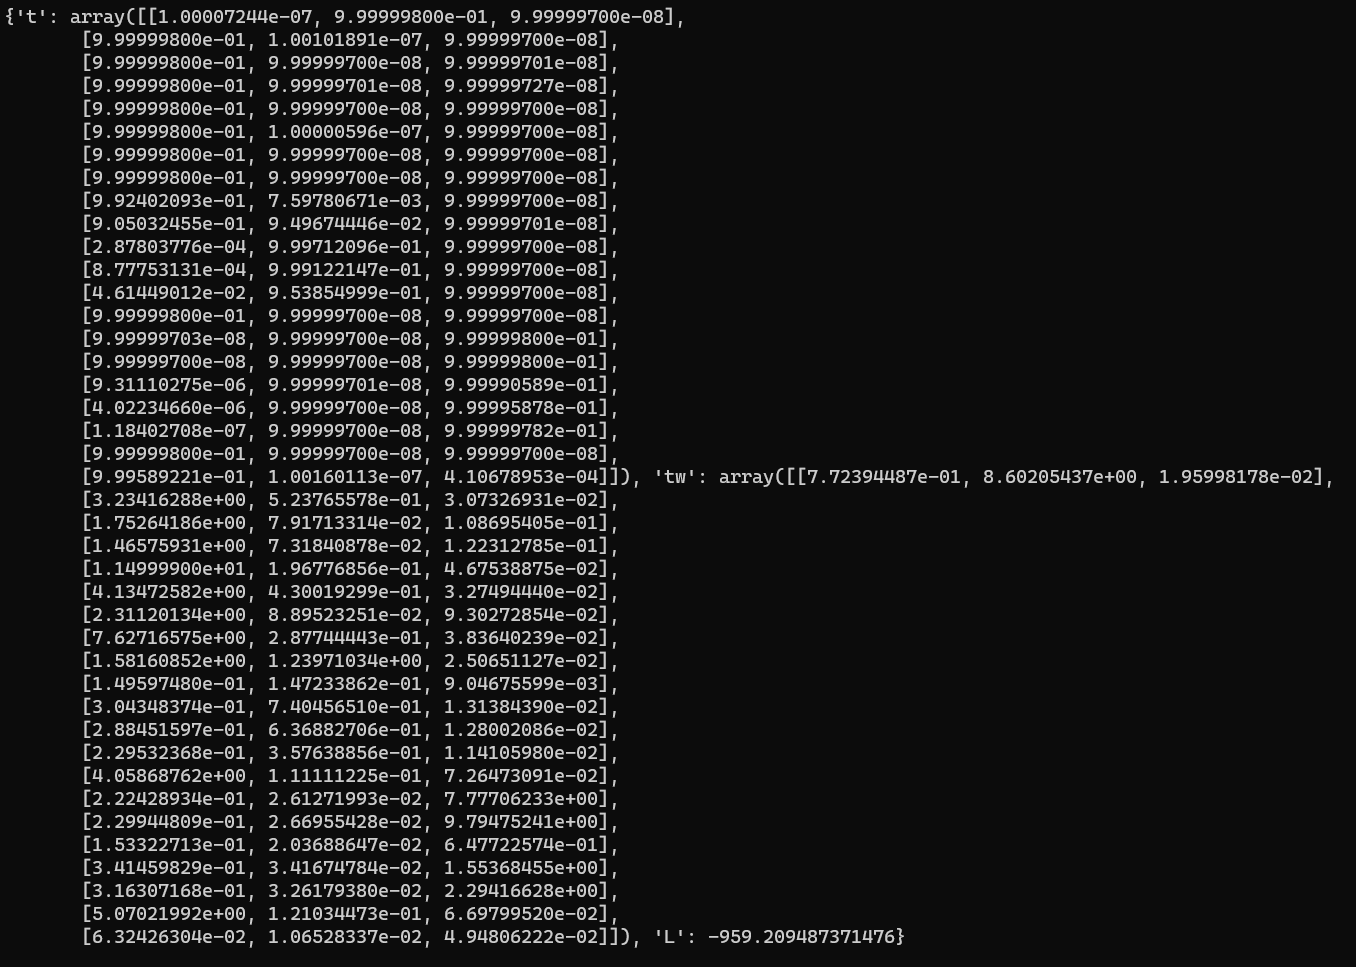 {'t': array([[1.00007244e-07, 9.99999800e-01, 9.99999700e-08],
[9.99999800e-01, 1.00101891e-07, 9.99999700e-08],
[9.99999800e-01, 9.99999700e-08, 9.99999701e-08],
[9.99999800e-01, 9.99999701e-08, 9.99999727e-08],
[9.99999800e-01, 9.99999700e-08, 9.99999700e-08],
[9.99999800e-01, 1.00000596e-07, 9.99999700e-08],
[9.99999800e-01, 9.99999700e-08, 9.99999700e-08],
[9.99999800e-01, 9.99999700e-08, 9.99999700e-08],
[9.92402093e-01, 7.59780671e-03, 9.99999700e-08],
[9.05032455e-01, 9.49674446e-02, 9.99999701e-08],
[2.87803776e-04, 9.99712096e-01, 9.99999700e-08],
[8.77753131e-04, 9.99122147e-01, 9.99999700e-08],
[4.61449012e-02, 9.53854999e-01, 9.99999700e-08],
[9.99999800e-01, 9.99999700e-08, 9.99999700e-08],
[9.99999703e-08, 9.99999700e-08, 9.99999800e-01],
[9.99999700e-08, 9.99999700e-08, 9.99999800e-01],
[9.31110275e-06, 9.99999701e-08, 9.99990589e-01],
[4.02234660e-06, 9.99999700e-08, 9.99995878e-01],
[1.18402708e-07, 9.99999700e-08, 9.99999782e-01],
[9.99999800e-01, 9.99999700e-08, 9.99999700e-08],
[9.99589221e-01, 1.00160113e-07, 4.10678953e-04]]), 'tw': array([[7.72394487e-01, 8.60205437e+00, 1.95998178e-02],
[3.23416288e+00, 5.23765578e-01, 3.07326931e-02],
[1.75264186e+00, 7.91713314e-02, 1.08695405e-01],
[1.46575931e+00, 7.31840878e-02, 1.22312785e-01],
[1.14999900e+01, 1.96776856e-01, 4.67538875e-02],
[4.13472582e+00, 4.30019299e-01, 3.27494440e-02],
[2.31120134e+00, 8.89523251e-02, 9.30272854e-02],
[7.62716575e+00, 2.87744443e-01, 3.83640239e-02],
[1.58160852e+00, 1.23971034e+00, 2.50651127e-02],
[1.49597480e-01, 1.47233862e-01, 9.04675599e-03],
[3.04348374e-01, 7.40456510e-01, 1.31384390e-02],
[2.88451597e-01, 6.36882706e-01, 1.28002086e-02],
[2.29532368e-01, 3.57638856e-01, 1.14105980e-02],
[4.05868762e+00, 1.11111225e-01, 7.26473091e-02],
[2.22428934e-01, 2.61271993e-02, 7.77706233e+00],
[2.29944809e-01, 2.66955428e-02, 9.79475241e+00],
[1.53322713e-01, 2.03688647e-02, 6.47722574e-01],
[3.41459829e-01, 3.41674784e-02, 1.55368455e+00],
[3.16307168e-01, 3.26179380e-02, 2.29416628e+00],
[5.07021992e+00, 1.21034473e-01, 6.69799520e-02],
[6.32426304e-02, 1.06528337e-02, 4.94806222e-02]]), 'L': -959.209487371476}